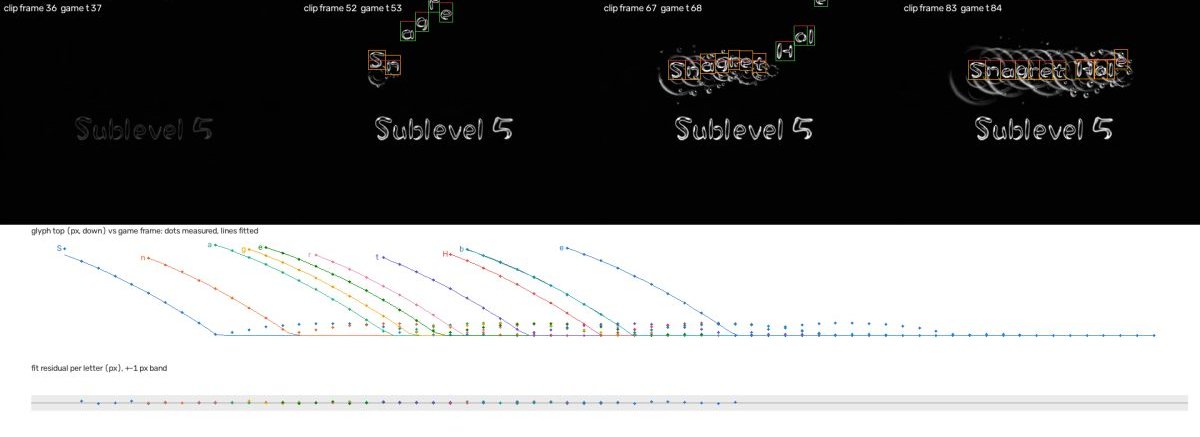 clip frame 36 game t 37
clip frame 52 game t 53
clip frame 67 game t 68
clip frame 83 game t 84
S n a g r e
Snagret H o l e
Snagret Hole
Sublevel 5
Sublevel 5
Sublevel 5
Sublevel 5
glyph top (px, down) vs game frame: dots measured, lines fitted
S n a g e r t H b e
fit residual per letter (px), +-1 px band